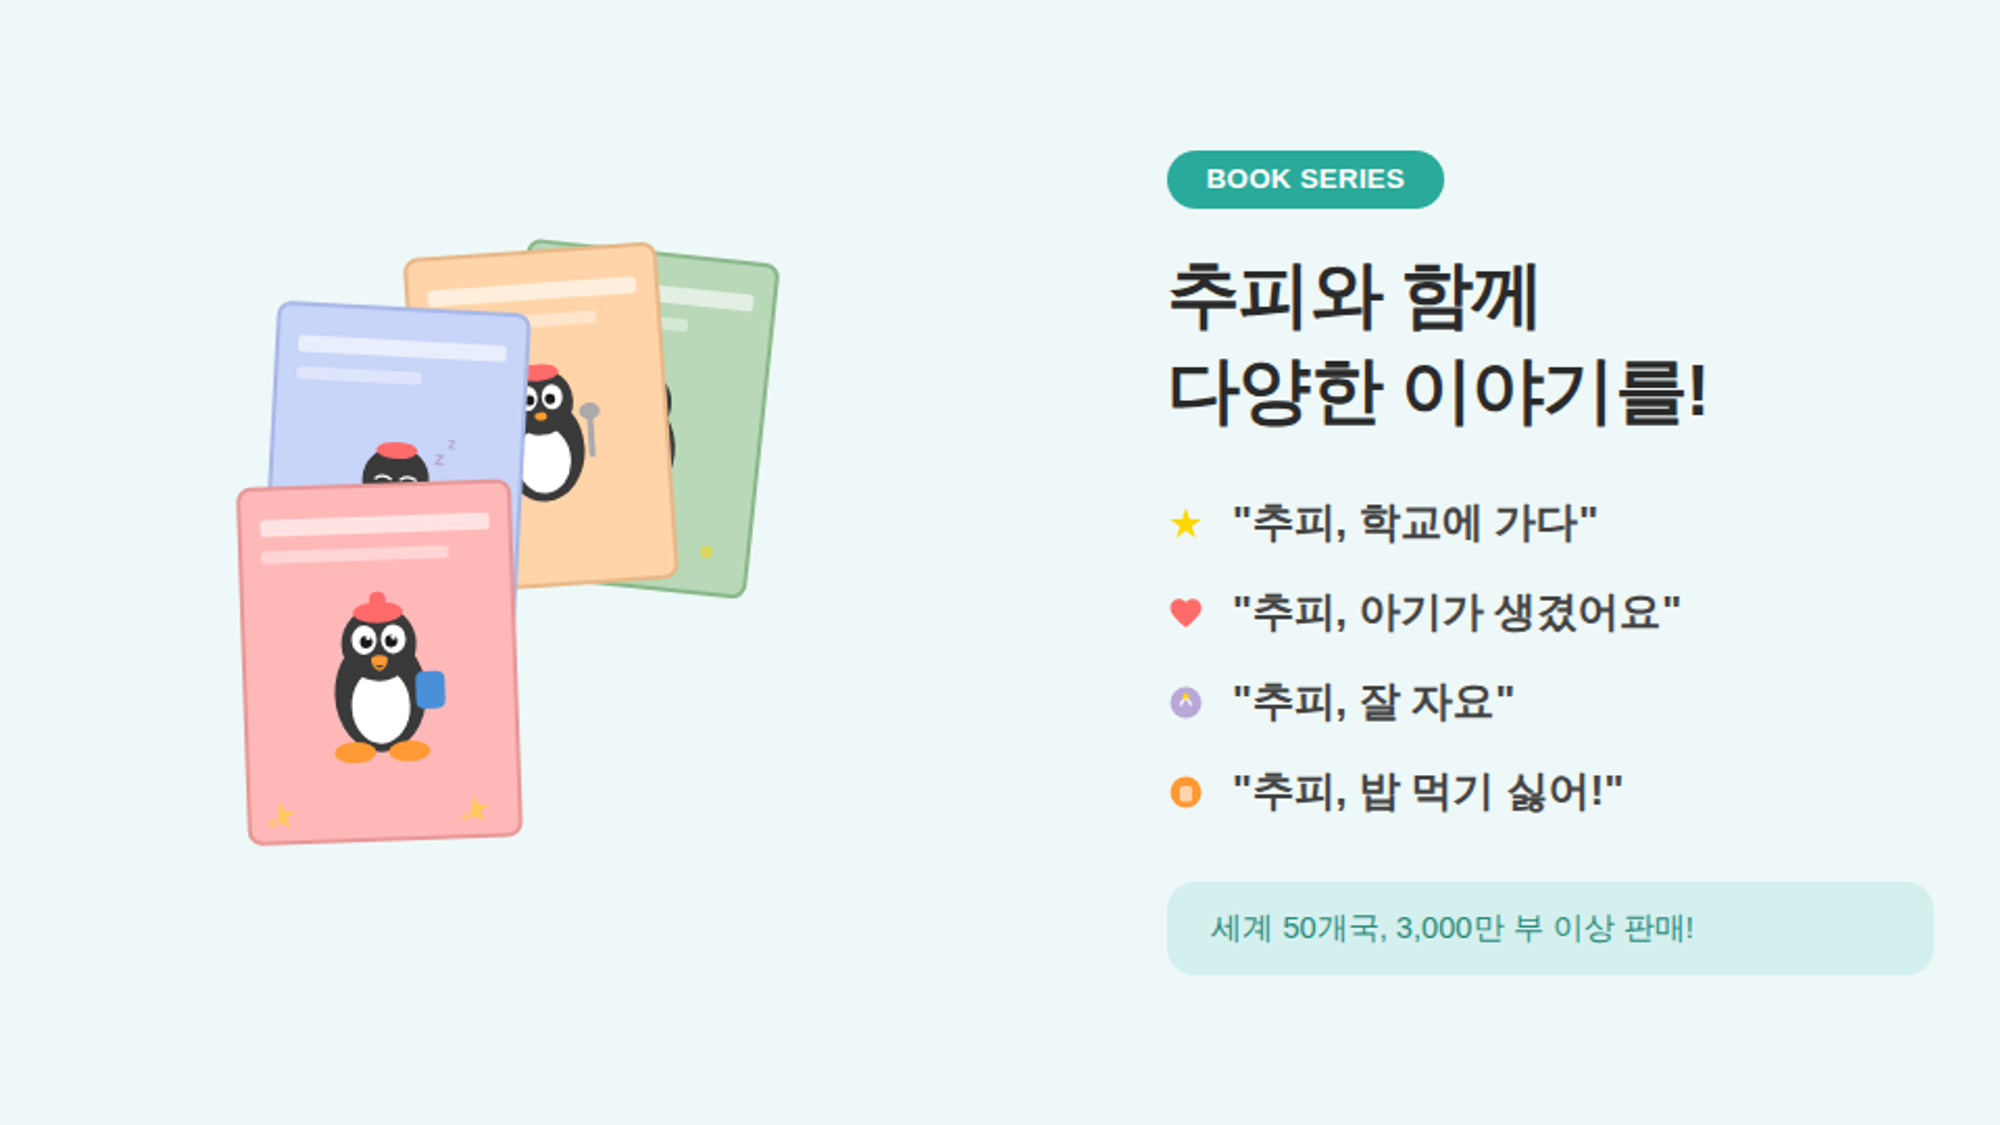 BOOK SERIES
추피와 함께
다양한 이야기를!
"추피, 학교에 가다"
"추피, 아기가 생겼어요"
"추피, 잘 자요"
"추피, 밥 먹기 싫어!"
세계 50개국, 3,000만 부 이상 판매!
z
z